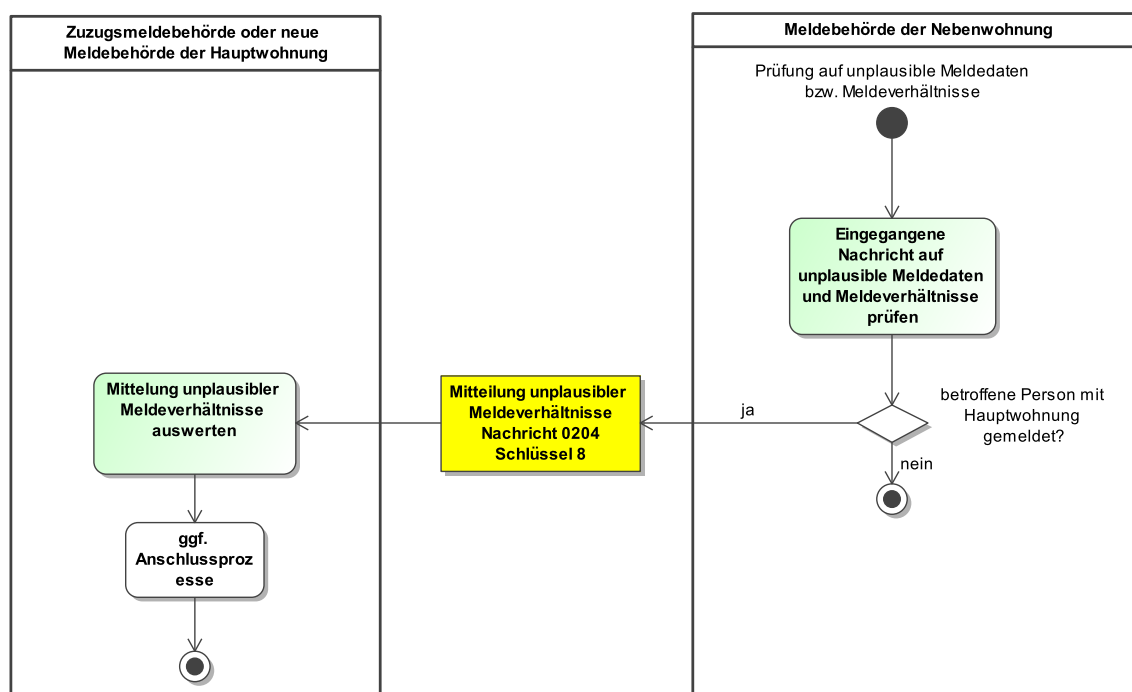 Zuzugsmeldebehörde oder neue
Meldebehörde der Hauptwohnung
Meldebehörde der Nebenwohnung
Prüfung auf unplausible Meldedaten
bzw. Meldeverhältnisse
Eingegangene
Nachricht auf
unplausible Meldedaten
und Meldeverhältnisse
prüfen
betroffene Person mit
Hauptwohnung
gemeldet?
ja
nein
Mitteilung unplausibler
Meldeverhältnisse
Nachricht 0204
Schlüssel 8
Mittelung unplausibler
Meldeverhältnisse
auswerten
ggf.
Anschlussproz
esse